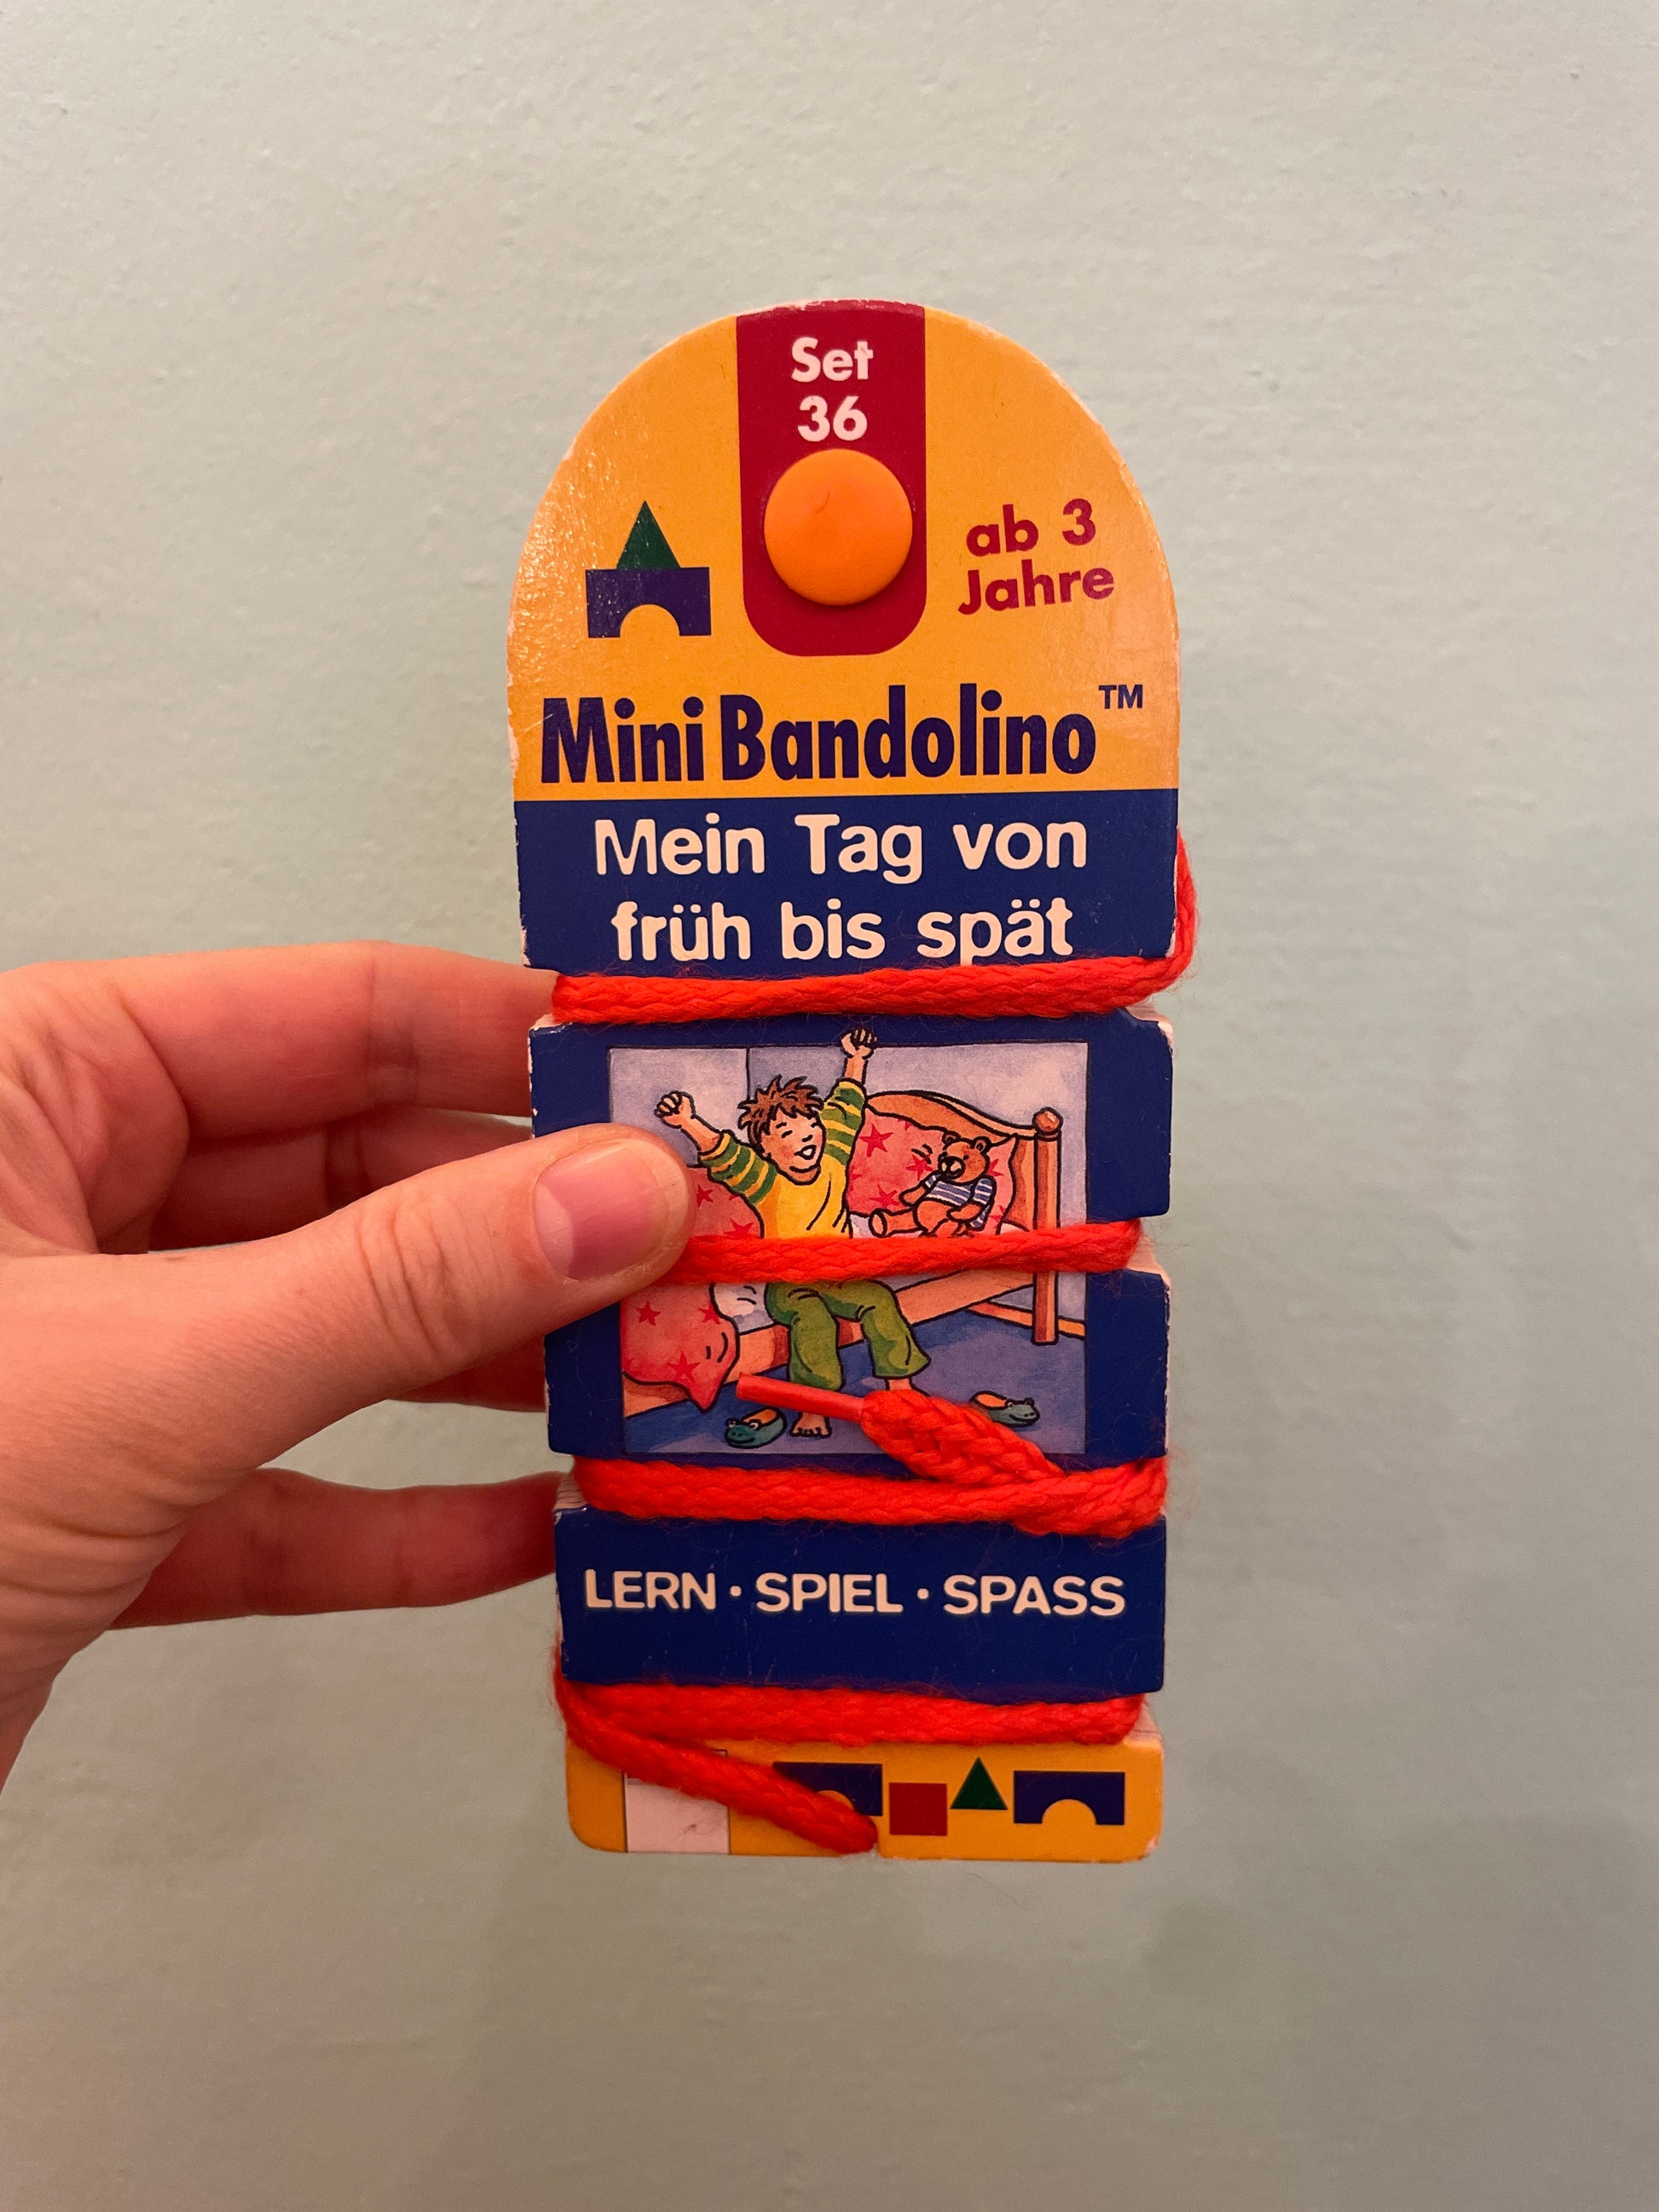 Set
36
ab 3
Jahre
Mini Bandolino™
Mein Tag von
früh bis spät
LERN · SPIEL · SPASS